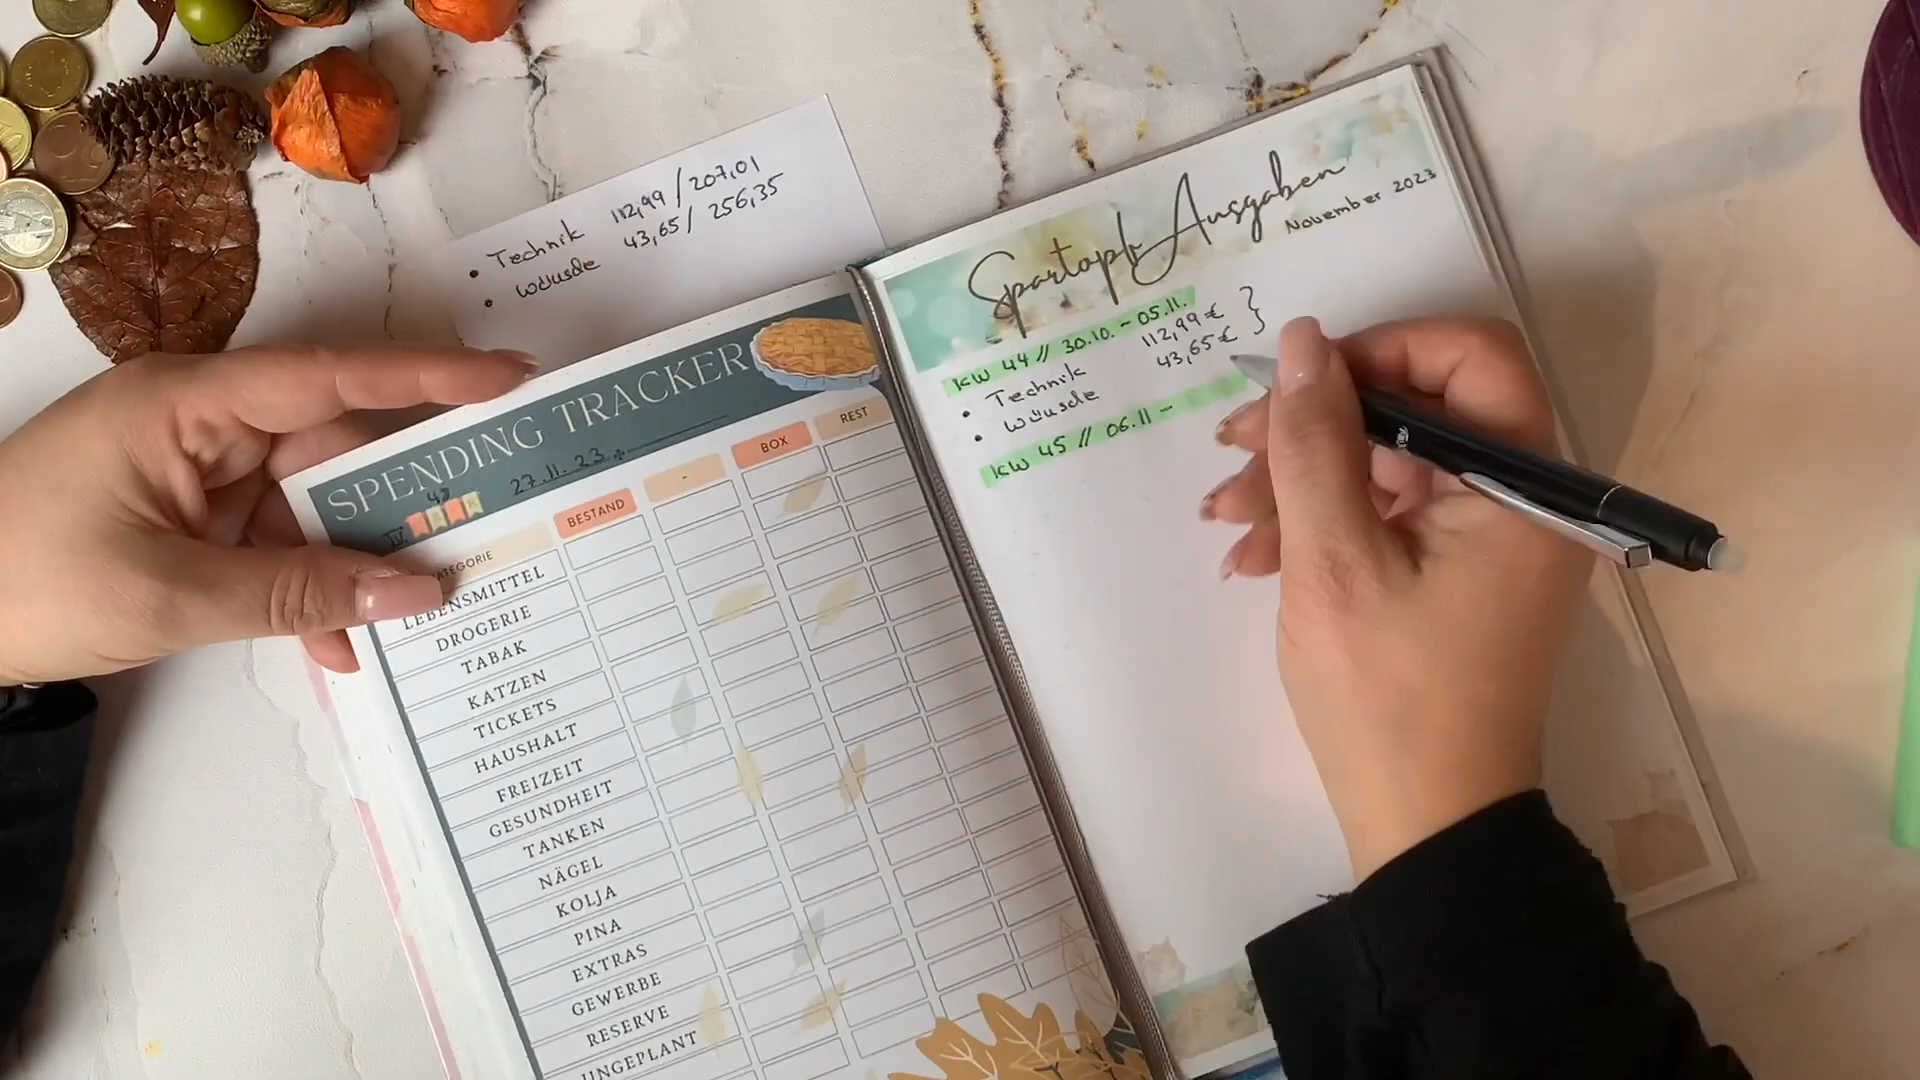 • Technik 112,99 / 207,01
• Wünsche 43,65 / 256,35
SPENDING TRACKER
48
27.11.23 +
IV
KATEGORIE BESTAND - BOX REST
LEBENSMITTEL
DROGERIE
TABAK
KATZEN
TICKETS
HAUSHALT
FREIZEIT
GESUNDHEIT
TANKEN
NÄGEL
KOLJA
PINA
EXTRAS
GEWERBE
RESERVE
UNGEPLANT
Spartopf-Ausgaben
November 2023
KW 44 // 30.10. - 05.11.
• Technik 112,99 € }
• Wünsche 43,65 €
KW 45 // 06.11 -